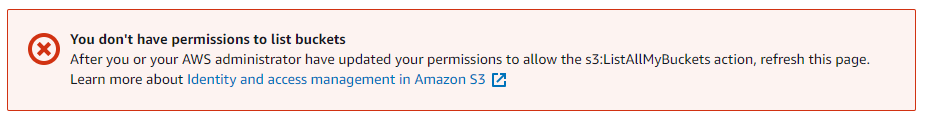 You don't have permissions to list buckets
After you or your AWS administrator have updated your permissions to allow the s3:ListAllMyBuckets action, refresh this page.
Learn more about Identity and access management in Amazon S3